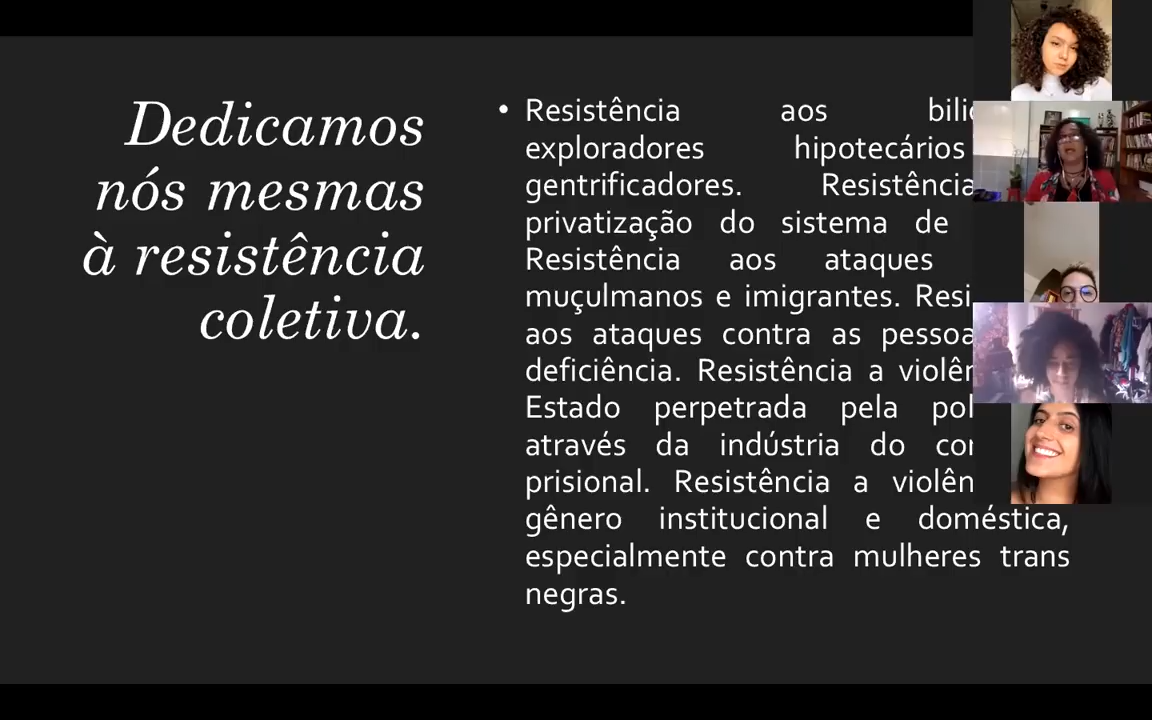 Dedicamos
nós mesmas
à resistência
coletiva.
• Resistência aos
exploradores hipotecários
gentrificadores. Resistência
privatização do sistema de
Resistência aos ataques
muçulmanos e imigrantes.
aos ataques contra as
deficiência. Resistência a
Estado perpetrada pela
através da indústria do
prisional. Resistência a
gênero institucional e doméstica,
especialmente contra mulheres trans
negras.